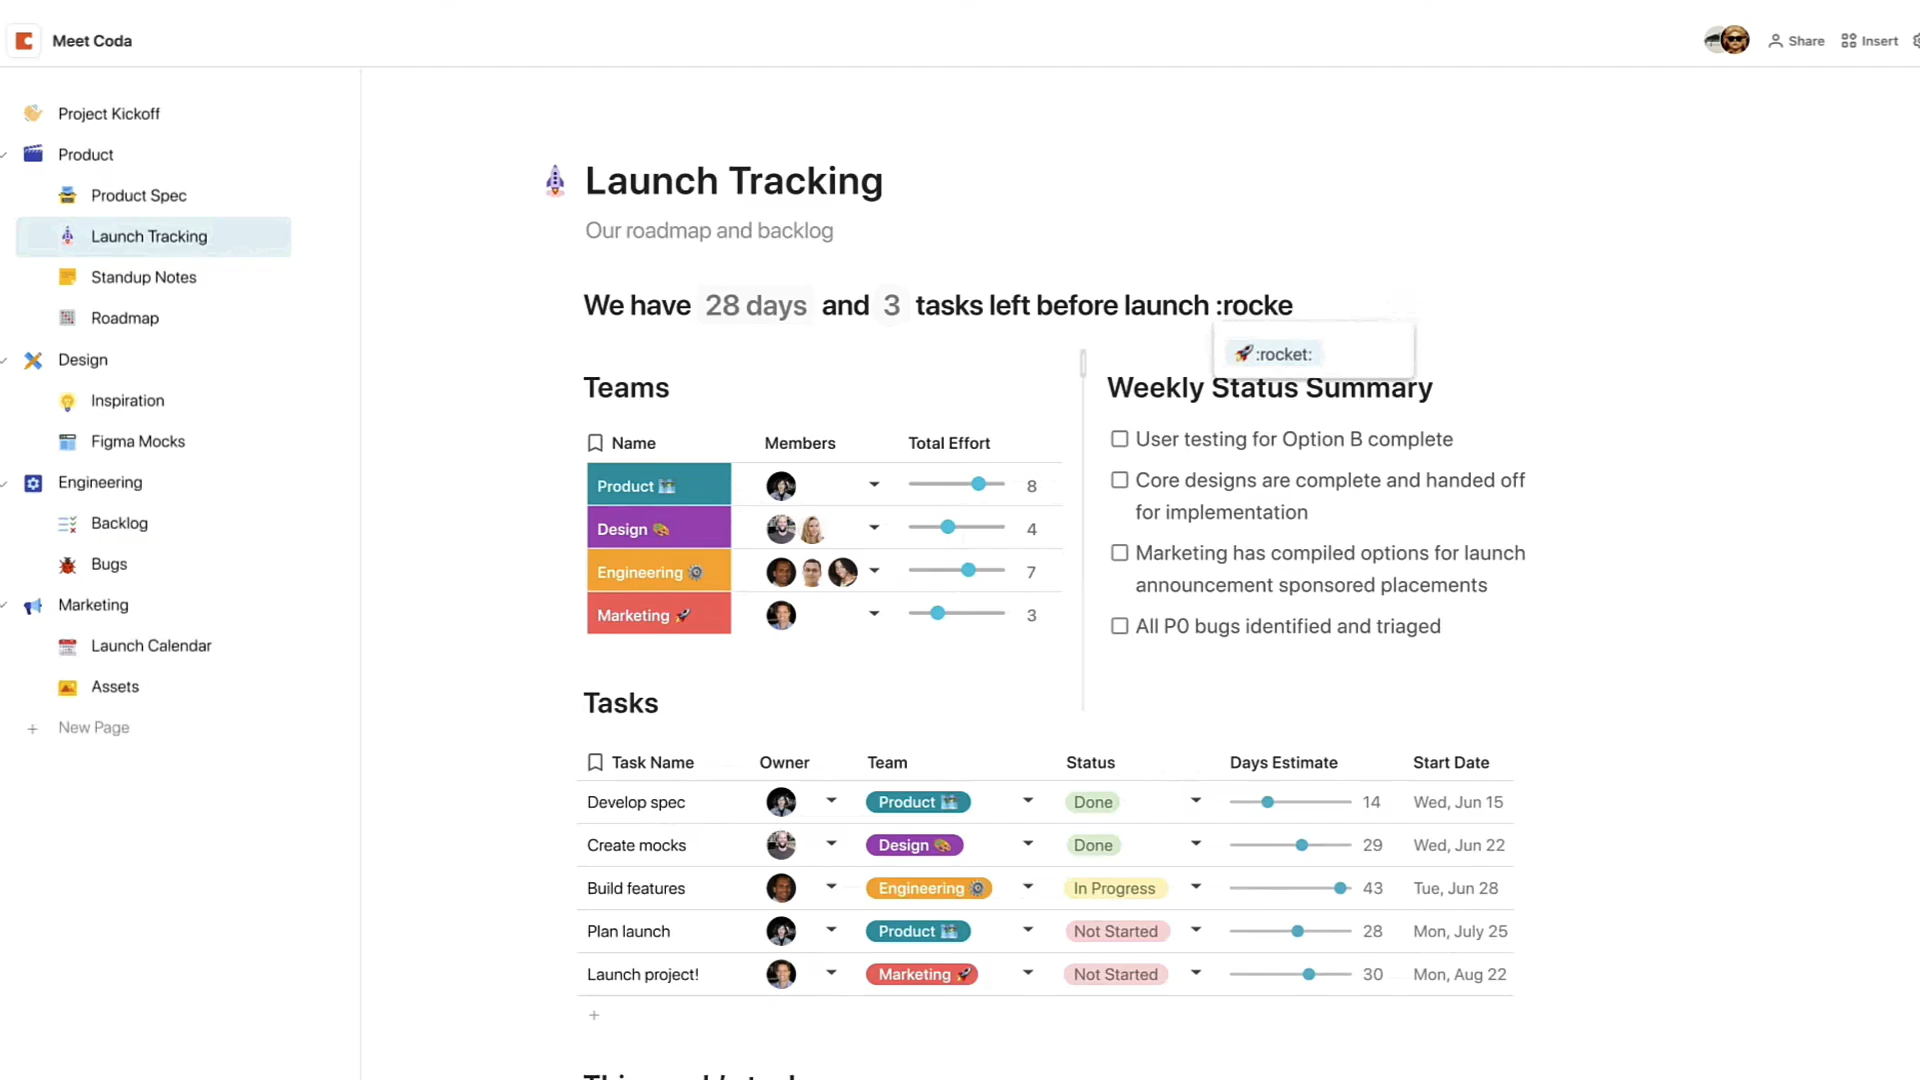 Meet Coda
Share
Insert
Project Kickoff
Product
Product Spec
Launch Tracking
Standup Notes
Roadmap
Design
Inspiration
Figma Mocks
Engineering
Backlog
Bugs
Marketing
Launch Calendar
Assets
New Page
Launch Tracking
Our roadmap and backlog
We have 28 days and 3 tasks left before launch :rocke
:rocket:
Teams
Name Members Total Effort
Product 8
Design 4
Engineering 7
Marketing 3
Weekly Status Summary
User testing for Option B complete
Core designs are complete and handed off
for implementation
Marketing has compiled options for launch
announcement sponsored placements
All P0 bugs identified and triaged
Tasks
Task Name Owner Team Status Days Estimate Start Date
Develop spec Product Done 14 Wed, Jun 15
Create mocks Design Done 29 Wed, Jun 22
Build features Engineering In Progress 43 Tue, Jun 28
Plan launch Product Not Started 28 Mon, July 25
Launch project! Marketing Not Started 30 Mon, Aug 22